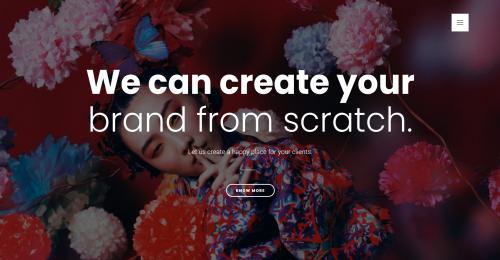 We can create your
brand from scratch.
Let us create a happy place for your clients.
KNOW MORE